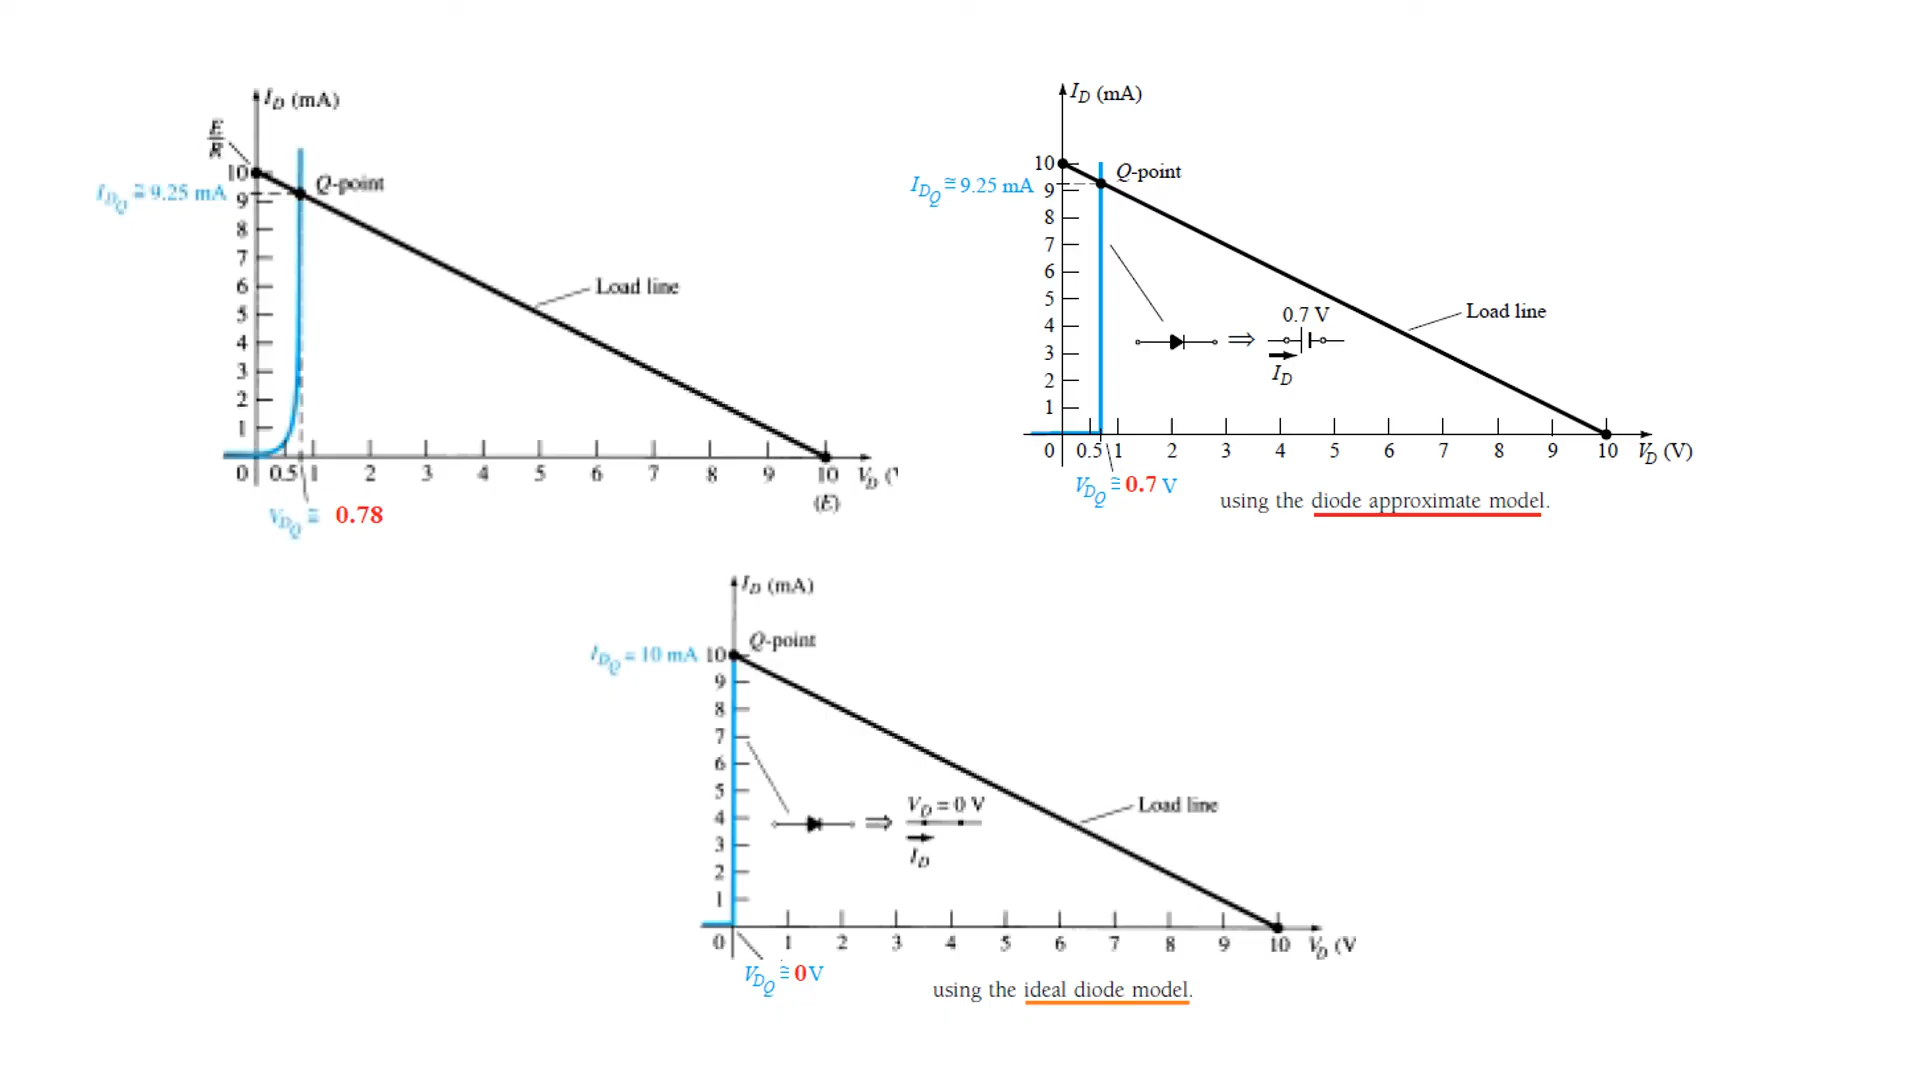 I_D (mA)
E/R
10
I_DQ ≅ 9.25 mA
Q-point
9
8
7
6
5
4
3
2
1
Load line
0 0.5 1 2 3 4 5 6 7 8 9 10 V_D (V
(E)
V_DQ ≅ 0.78
I_D (mA)
10
Q-point
I_DQ ≅ 9.25 mA
9
8
7
6
5
4
3
2
1
Load line
0.7 V
⇒
I_D
0 0.5 1 2 3 4 5 6 7 8 9 10 V_D (V)
V_DQ ≅ 0.7 V
using the diode approximate model.
I_D (mA)
Q-point
I_DQ = 10 mA 10
9
8
7
6
5
4
3
2
1
Load line
V_D = 0 V
⇒
I_D
0 1 2 3 4 5 6 7 8 9 10 V_D (V
V_DQ ≅ 0V
using the ideal diode model.